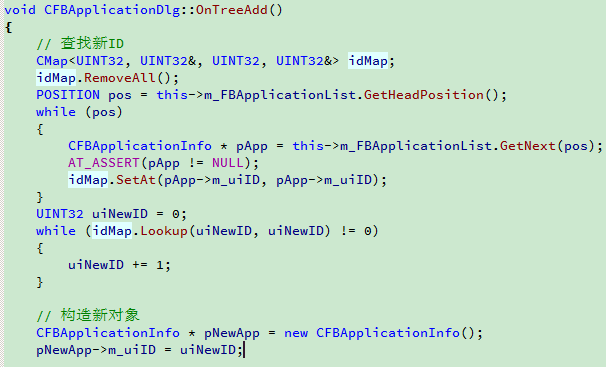 void CFBApplicationDlg::OnTreeAdd()
{
    // 查找新ID
    CMap<UINT32, UINT32&, UINT32, UINT32&> idMap;
    idMap.RemoveAll();
    POSITION pos = this->m_FBApplicationList.GetHeadPosition();
    while (pos)
    {
        CFBApplicationInfo * pApp = this->m_FBApplicationList.GetNext(pos);
        AT_ASSERT(pApp != NULL);
        idMap.SetAt(pApp->m_uiID, pApp->m_uiID);
    }
    UINT32 uiNewID = 0;
    while (idMap.Lookup(uiNewID, uiNewID) != 0)
    {
        uiNewID += 1;
    }
    // 构造新对象
    CFBApplicationInfo * pNewApp = new CFBApplicationInfo();
    pNewApp->m_uiID = uiNewID;